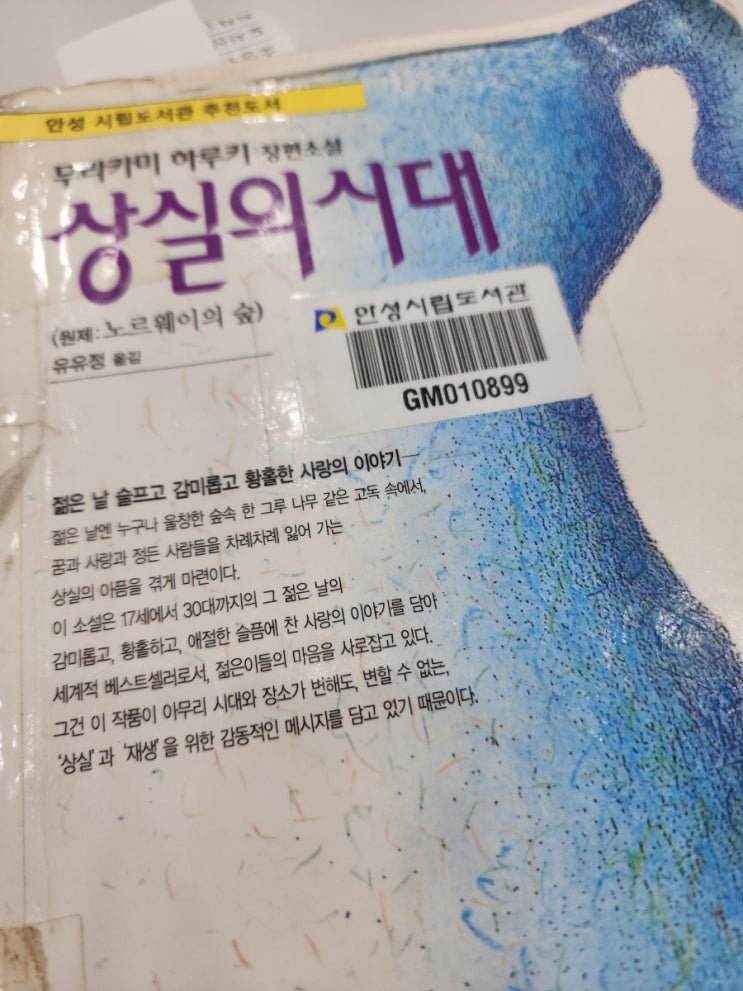 안성 시립도서관 추천도서
무라카미 하루키 장편소설
상실의시대
(원제:노르웨이의 숲)
유유정 옮김
안성시립도서관
GM010899
젊은 날 슬프고 감미롭고 황홀한 사랑의 이야기—
젊은 날엔 누구나 울창한 숲속 한 그루 나무 같은 고독 속에서,
꿈과 사랑과 정든 사람들을 차례차례 잃어 가는
상실의 아픔을 겪게 마련이다.
이 소설은 17세에서 30대까지의 그 젊은 날의
감미롭고, 황홀하고, 애절한 슬픔에 찬 사랑의 이야기를 담아
세계적 베스트셀러로서, 젊은이들의 마음을 사로잡고 있다.
그건 이 작품이 아무리 시대와 장소가 변해도, 변할 수 없는,
‘상실’과 ‘재생’을 위한 감동적인 메시지를 담고 있기 때문이다.